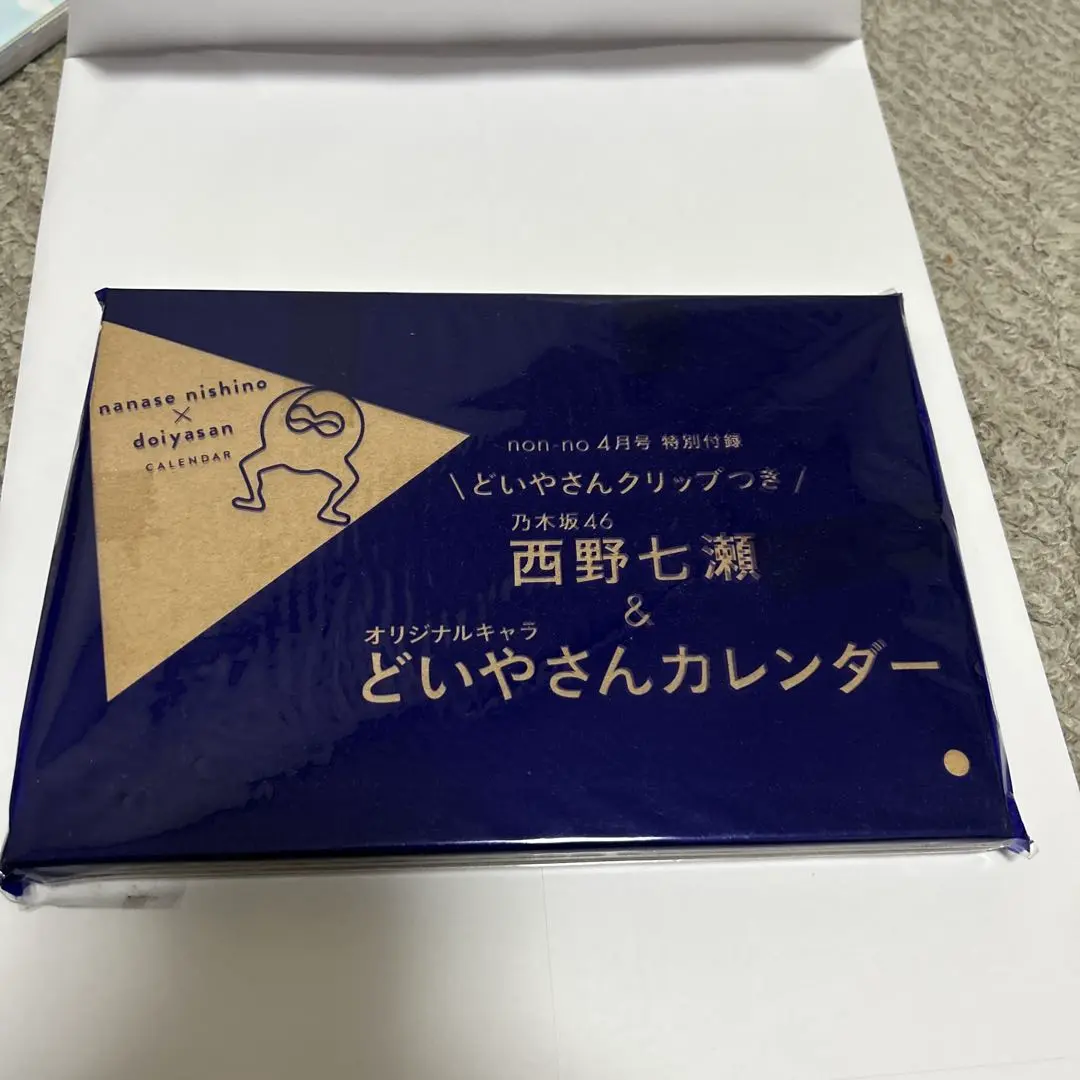 nanase nishino
×
doiyasan
CALENDAR
non-no 4月号 特別付録
\どいやさんクリップつき/
乃木坂46
西野七瀬
&
オリジナルキャラ
どいやさんカレンダー